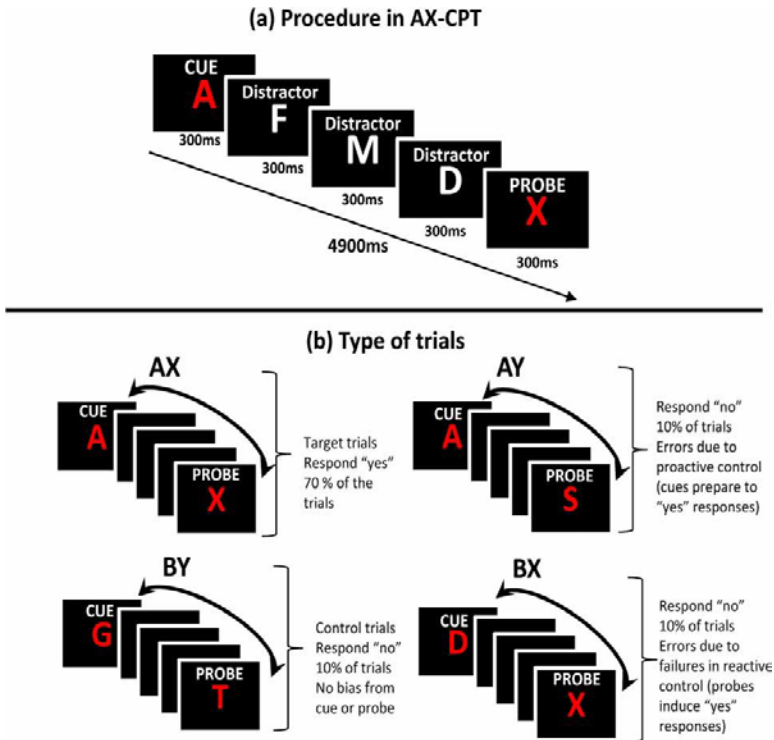 (a) Procedure in AX-CPT
CUE
A
300ms
Distractor
F
300ms
Distractor
M
300ms
Distractor
D
300ms
PROBE
X
300ms
4900ms
(b) Type of trials
AX
CUE
A
PROBE
X
Target trials
Respond “yes”
70 % of the
trials
AY
CUE
A
PROBE
S
Respond “no”
10% of trials
Errors due to
proactive control
(cues prepare to
“yes” responses)
BY
CUE
G
PROBE
T
Control trials
Respond “no”
10% of trials
No bias from
cue or probe
BX
CUE
D
PROBE
X
Respond “no”
10% of trials
Errors due to
failures in reactive
control (probes
induce “yes”
responses)